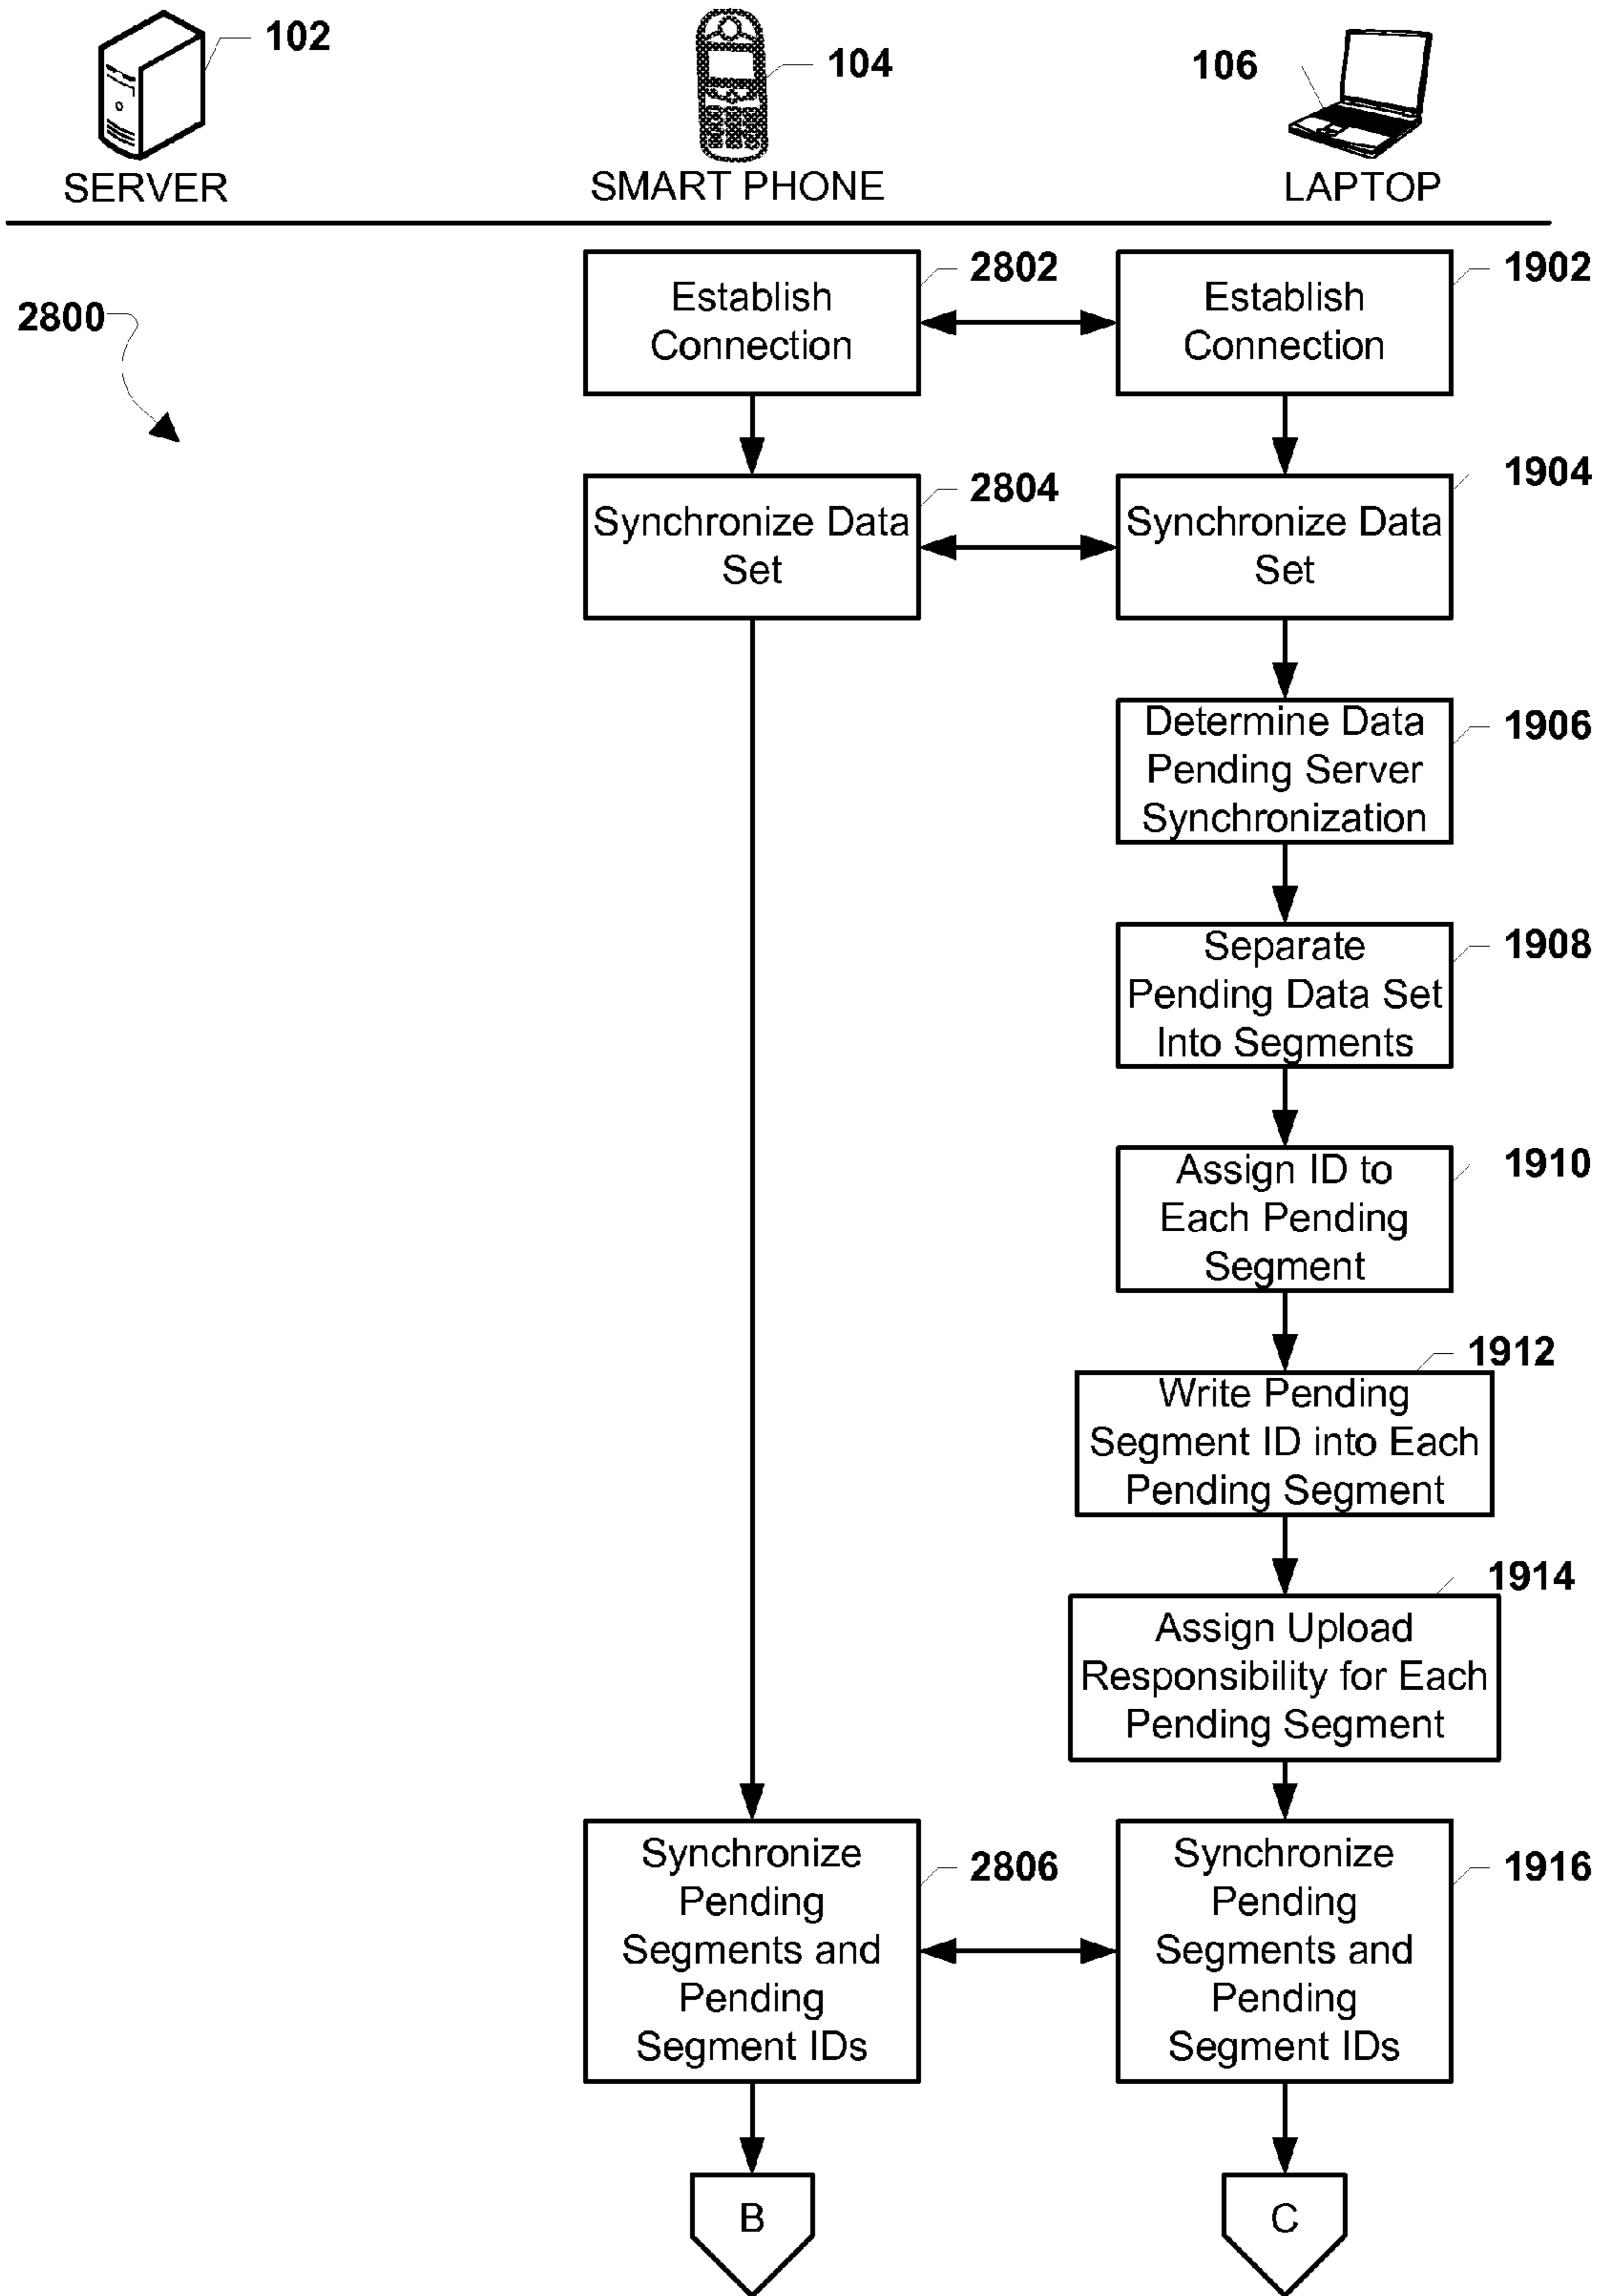 102
104
106
SERVER
SMART PHONE
LAPTOP
2800
Establish
Connection
2802
Establish
Connection
1902
Synchronize Data
Set
2804
Synchronize Data
Set
1904
Determine Data
Pending Server
Synchronization
1906
Separate
Pending Data Set
Into Segments
1908
Assign ID to
Each Pending
Segment
1910
Write Pending
Segment ID into Each
Pending Segment
1912
Assign Upload
Responsibility for Each
Pending Segment
1914
Synchronize
Pending
Segments and
Pending
Segment IDs
2806
Synchronize
Pending
Segments and
Pending
Segment IDs
1916
B
C